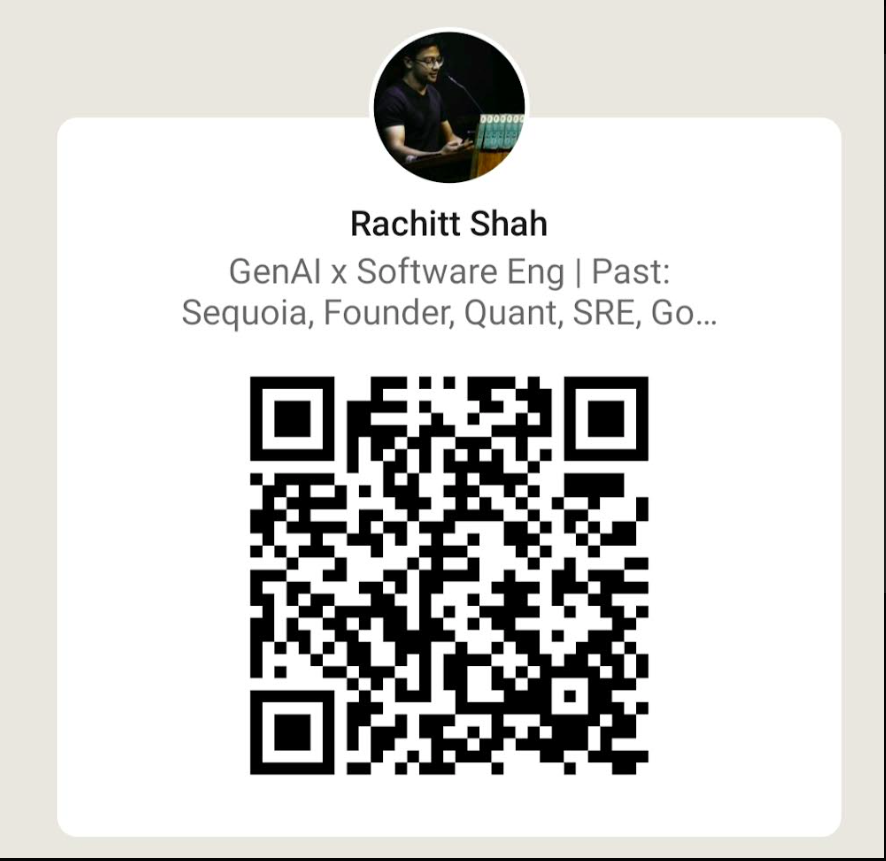 Rachitt Shah
GenAI x Software Eng | Past:
Sequoia, Founder, Quant, SRE, Go...